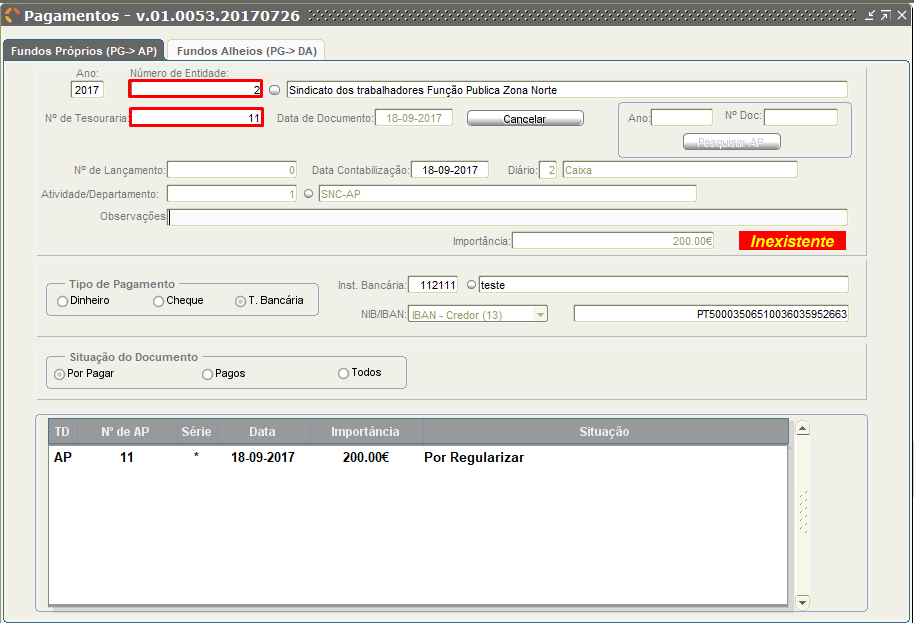 Pagamentos - v.01.0053.20170726
Fundos Próprios (PG-> AP) Fundos Alheios (PG-> DA)
Ano: Número de Entidade:
2017 2 Sindicato dos trabalhadores Função Publica Zona Norte
Nº de Tesouraria: 11 Data de Documento: 18-09-2017 Cancelar Ano: Nº Doc:
Pesquisar AP
Nº de Lançamento: 0 Data Contabilização: 18-09-2017 Diário: 2 Caixa
Atividade/Departamento: 1 SNC-AP
Observações
Importância: 200.00€ Inexistente
Tipo de Pagamento Inst. Bancária: 112111 teste
Dinheiro Cheque T. Bancária
NIB/IBAN: IBAN - Credor (13) PT50003506510036035952663
Situação do Documento
Por Pagar Pagos Todos
TD Nº de AP Série Data Importância Situação
AP 11 * 18-09-2017 200.00€ Por Regularizar